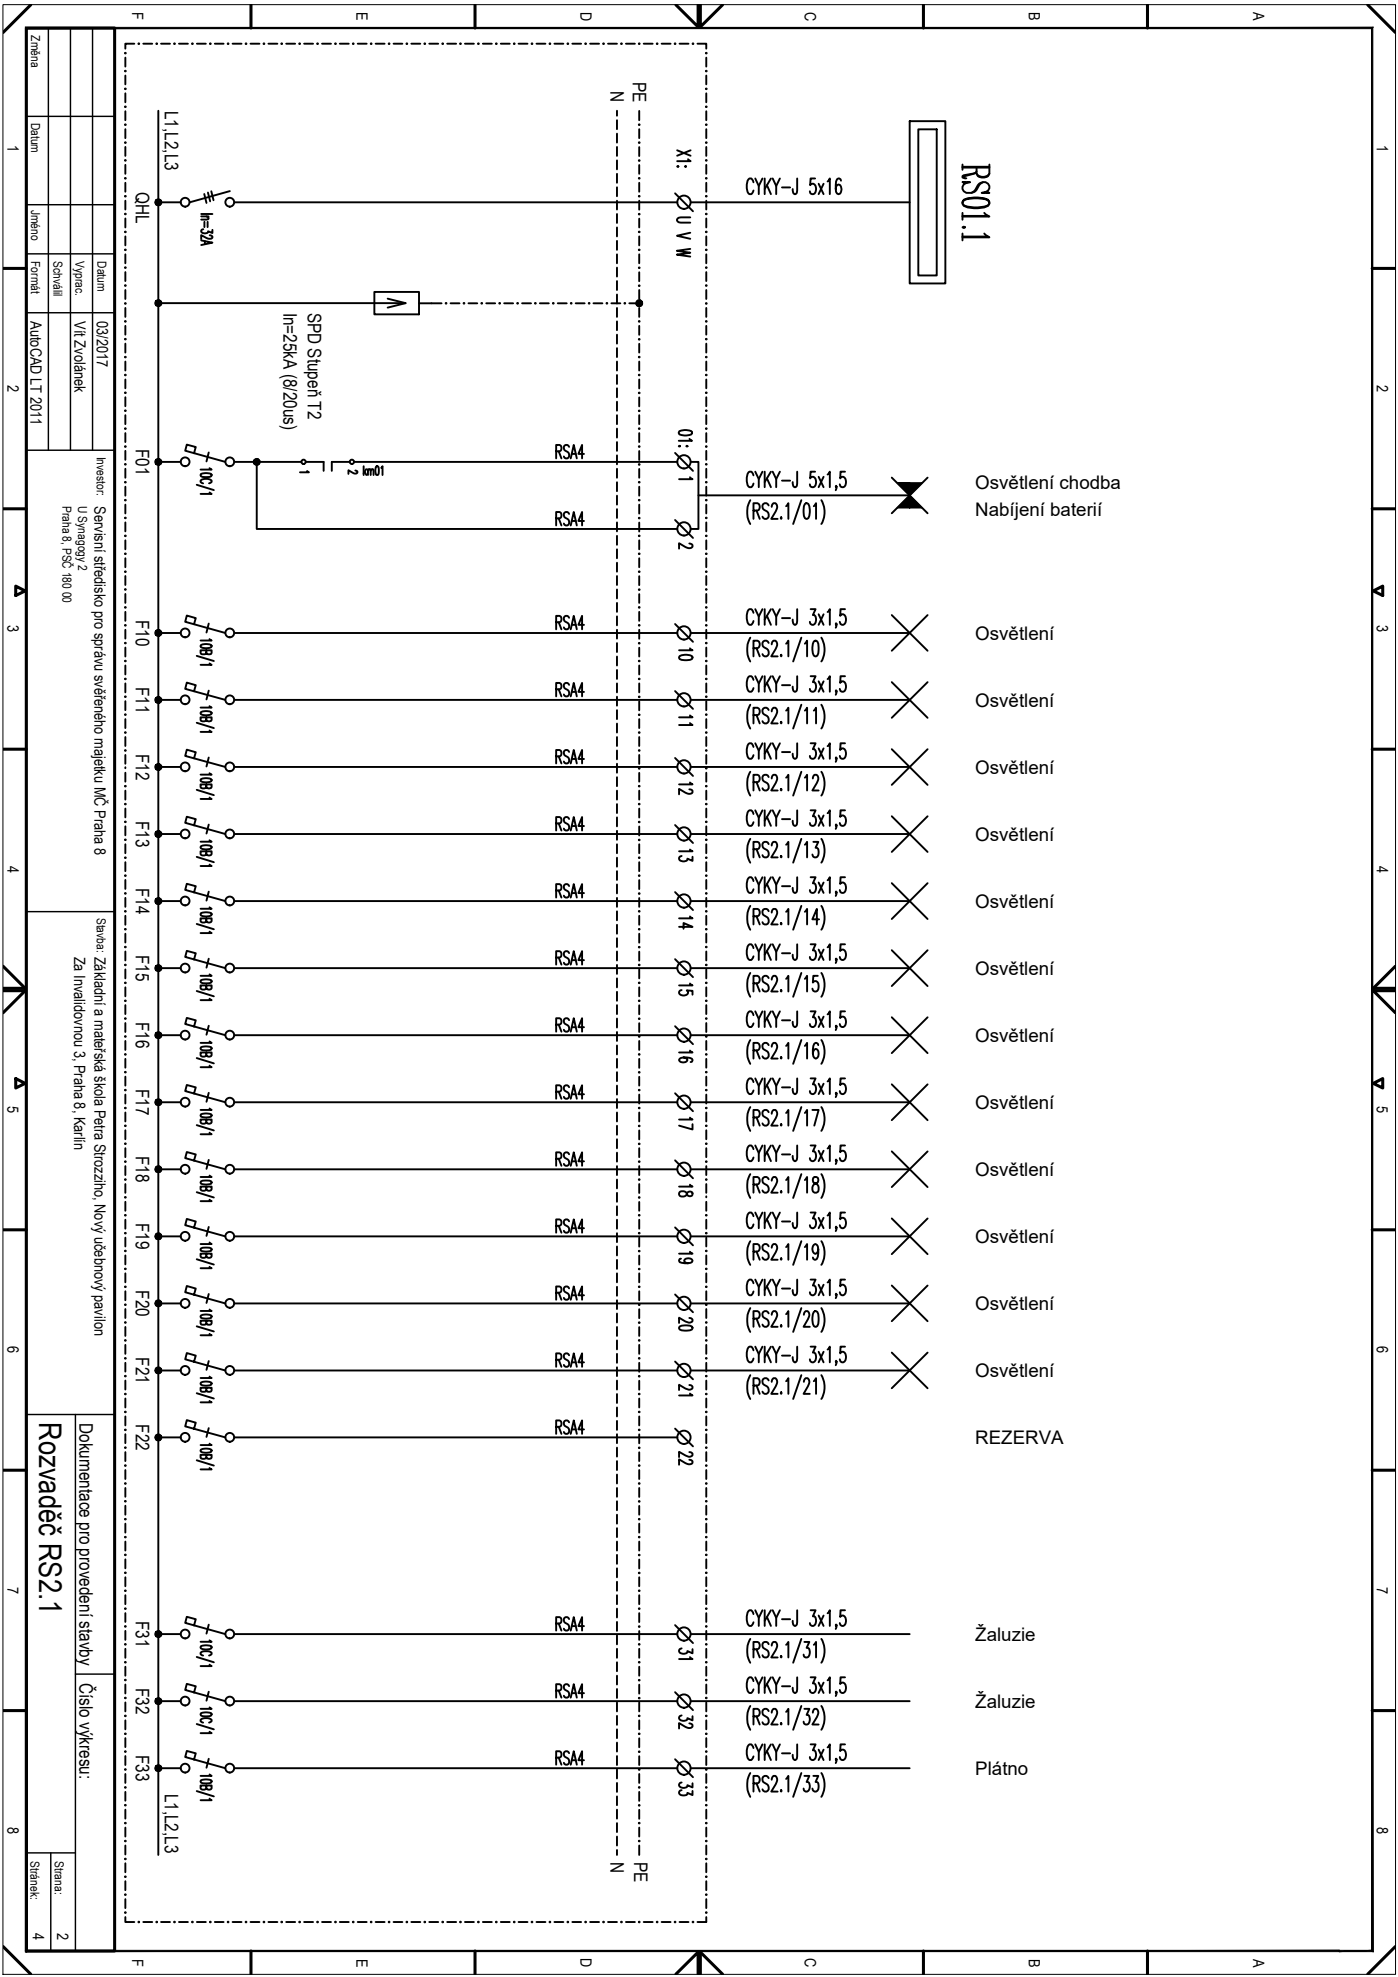 F E D C B A
1 2 3 4 5 6 7 8
RS01.1
CYKY-J 5x16
X1:
U V W
PE
N
L1,L2,L3
QHL
In=32A
SPD Stupeň T2
In=25kA (8/20us)
F01
10C/1
1
2
km01
RSA4
RSA4
01:
1
2
CYKY-J 5x1,5
(RS2.1/01)
Osvětlení chodba
Nabíjení baterií
F10 10B/1 RSA4 10 CYKY-J 3x1,5 Osvětlení
(RS2.1/10)
F11 10B/1 RSA4 11 CYKY-J 3x1,5 Osvětlení
(RS2.1/11)
F12 10B/1 RSA4 12 CYKY-J 3x1,5 Osvětlení
(RS2.1/12)
F13 10B/1 RSA4 13 CYKY-J 3x1,5 Osvětlení
(RS2.1/13)
F14 10B/1 RSA4 14 CYKY-J 3x1,5 Osvětlení
(RS2.1/14)
F15 10B/1 RSA4 15 CYKY-J 3x1,5 Osvětlení
(RS2.1/15)
F16 10B/1 RSA4 16 CYKY-J 3x1,5 Osvětlení
(RS2.1/16)
F17 10B/1 RSA4 17 CYKY-J 3x1,5 Osvětlení
(RS2.1/17)
F18 10B/1 RSA4 18 CYKY-J 3x1,5 Osvětlení
(RS2.1/18)
F19 10B/1 RSA4 19 CYKY-J 3x1,5 Osvětlení
(RS2.1/19)
F20 10B/1 RSA4 20 CYKY-J 3x1,5 Osvětlení
(RS2.1/20)
F21 10B/1 RSA4 21 CYKY-J 3x1,5 Osvětlení
(RS2.1/21)
F22 10B/1 RSA4 22 REZERVA
F31 10C/1 RSA4 31 CYKY-J 3x1,5 Žaluzie
(RS2.1/31)
F32 10C/1 RSA4 32 CYKY-J 3x1,5 Žaluzie
(RS2.1/32)
F33 10B/1 RSA4 33 CYKY-J 3x1,5 Plátno
(RS2.1/33)
L1,L2,L3
N
PE
Změna Datum Jméno
Datum 03/2017
Vyprac. Vít Zvolánek
Schválil
Formát AutoCAD LT 2011
Investor: Servisní středisko pro správu svěřeného majetku MČ Praha 8
U Synagogy 2
Praha 8, PSČ 180 00
Stavba: Základní a mateřská škola Petra Strozziho, Nový učebnový pavilon
Za Invalidovnou 3, Praha 8, Karlín
Dokumentace pro provedení stavby
Číslo výkresu:
Rozvaděč RS2.1
Strana: 2
Stránek: 4
1 2 3 4 5 6 7 8
F E D C B A